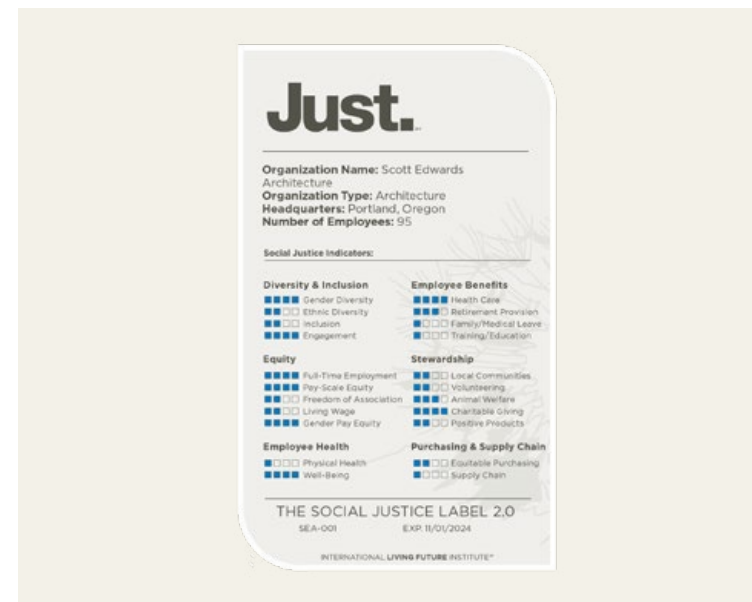 Just.
Organization Name: Scott Edwards
Architecture
Organization Type: Architecture
Headquarters: Portland, Oregon
Number of Employees: 95
Social Justice Indicators:
Diversity & Inclusion
Gender Diversity
Ethnic Diversity
Inclusion
Engagement
Employee Benefits
Health Care
Retirement Provision
Family/Medical Leave
Training/Education
Equity
Full-Time Employment
Pay-Scale Equity
Freedom of Association
Living Wage
Gender Pay Equity
Stewardship
Local Communities
Volunteering
Animal Welfare
Charitable Giving
Positive Products
Employee Health
Physical Health
Well-Being
Purchasing & Supply Chain
Equitable Purchasing
Supply Chain
THE SOCIAL JUSTICE LABEL 2.0
SEA-001 EXP. 11/01/2024
INTERNATIONAL LIVING FUTURE INSTITUTE™